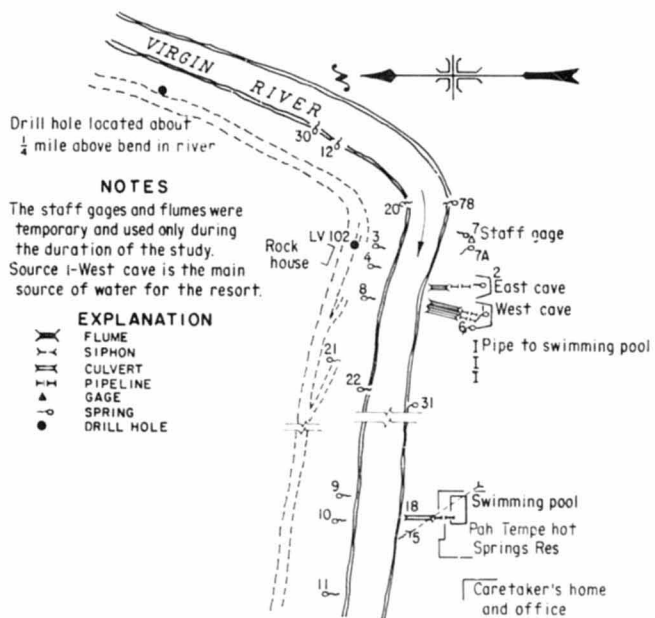 VIRGIN RIVER
Drill hole located about
1/4 mile above bend in river
30
12
NOTES
The staff gages and flumes were
temporary and used only during
the duration of the study.
Source 1-West cave is the main
source of water for the resort.
20
78
LV 102
Rock
house
3
4
8
7
Staff gage
7A
2
East cave
West cave
6
EXPLANATION
FLUME
SIPHON
CULVERT
PIPELINE
GAGE
SPRING
DRILL HOLE
21
22
Pipe to swimming pool
31
9
10
11
18
5
Swimming pool
Pah Tempe hot
Springs Res
Caretaker's home
and office